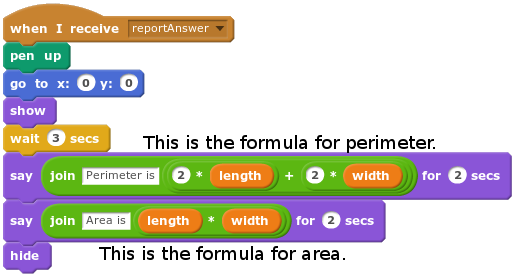 when I receive reportAnswer
pen up
go to x: 0 y: 0
show
wait 3 secs
This is the formula for perimeter.
say join Perimeter is 2 * length + 2 * width for 2 secs
say join Area is length * width for 2 secs
hide
This is the formula for area.